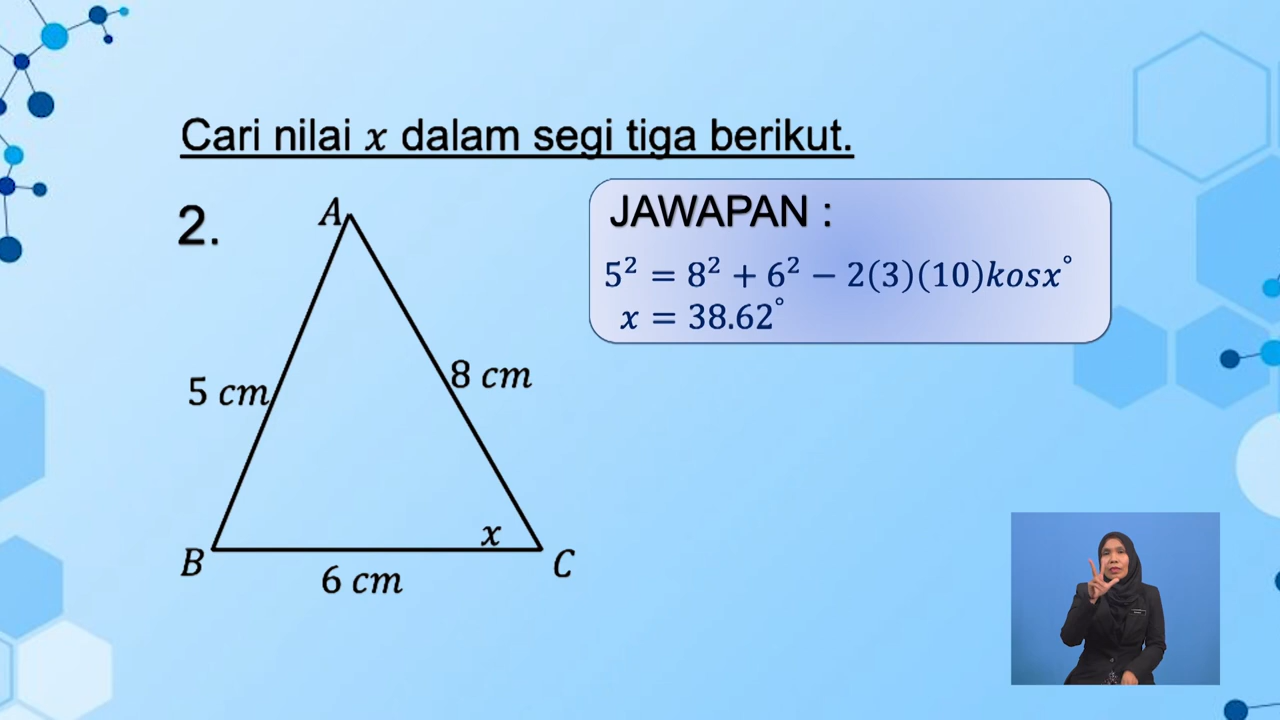 Cari nilai x dalam segi tiga berikut.
2.
A
5 cm
8 cm
B
x
C
6 cm
JAWAPAN :
5² = 8² + 6² − 2(3)(10)kosx°
x = 38.62°